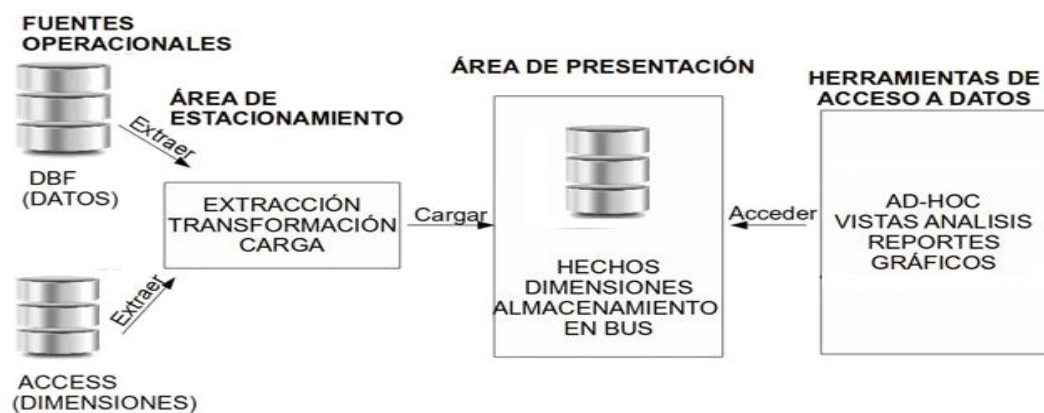 FUENTES
OPERACIONALES
DBF
(DATOS)
ACCESS
(DIMENSIONES)
Extraer
Extraer
ÁREA DE
ESTACIONAMIENTO
EXTRACCIÓN
TRANSFORMACIÓN
CARGA
Cargar
ÁREA DE PRESENTACIÓN
HECHOS
DIMENSIONES
ALMACENAMIENTO
EN BUS
Acceder
HERRAMIENTAS DE
ACCESO A DATOS
AD-HOC
VISTAS ANALISIS
REPORTES
GRÁFICOS